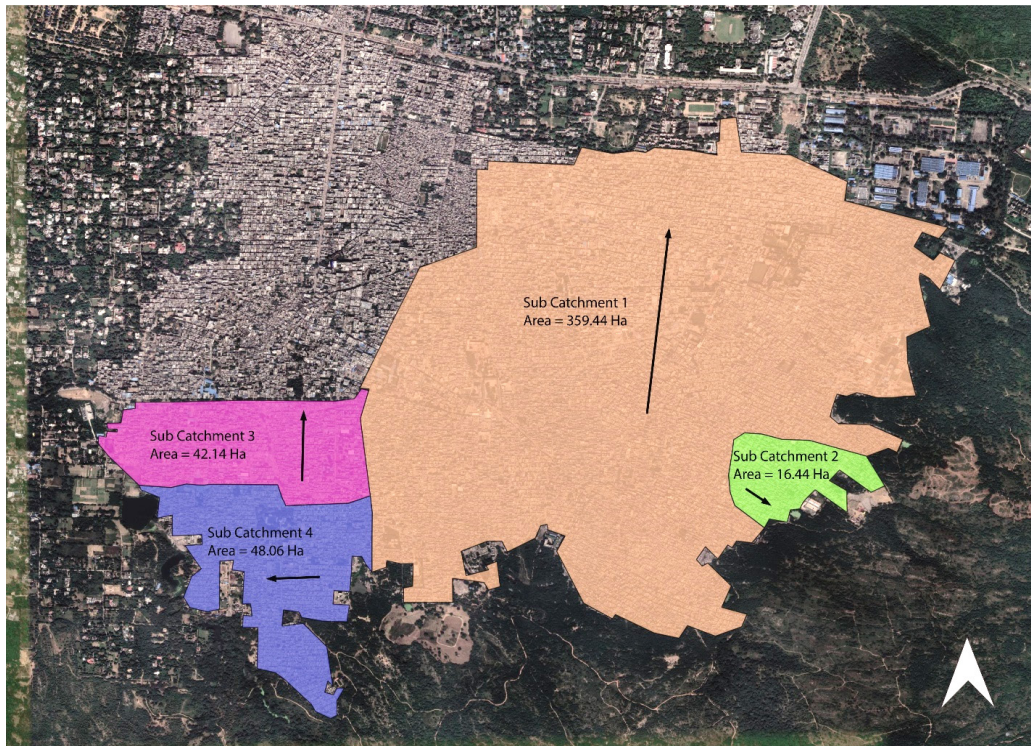 Sub Catchment 1
Area = 359.44 Ha
Sub Catchment 3
Area = 42.14 Ha
Sub Catchment 2
Area = 16.44 Ha
Sub Catchment 4
Area = 48.06 Ha